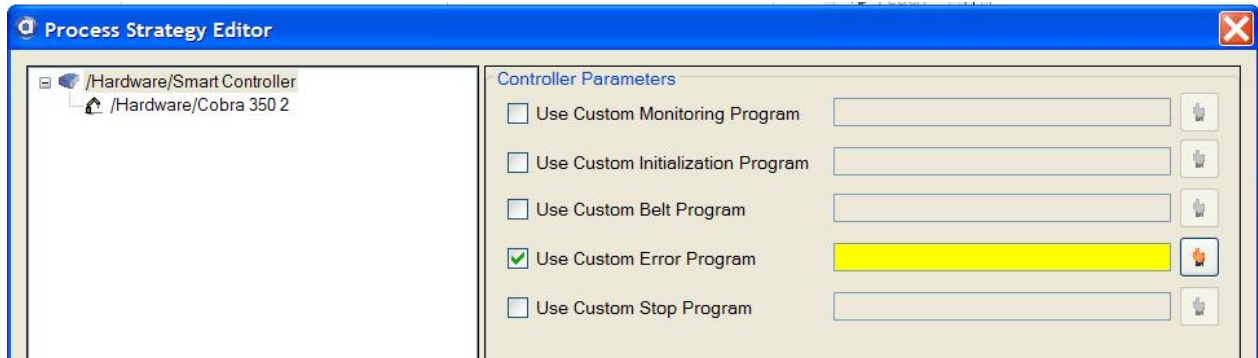 Process Strategy Editor
/Hardware/Smart Controller
/Hardware/Cobra 350 2
Controller Parameters
Use Custom Monitoring Program
Use Custom Initialization Program
Use Custom Belt Program
Use Custom Error Program
Use Custom Stop Program